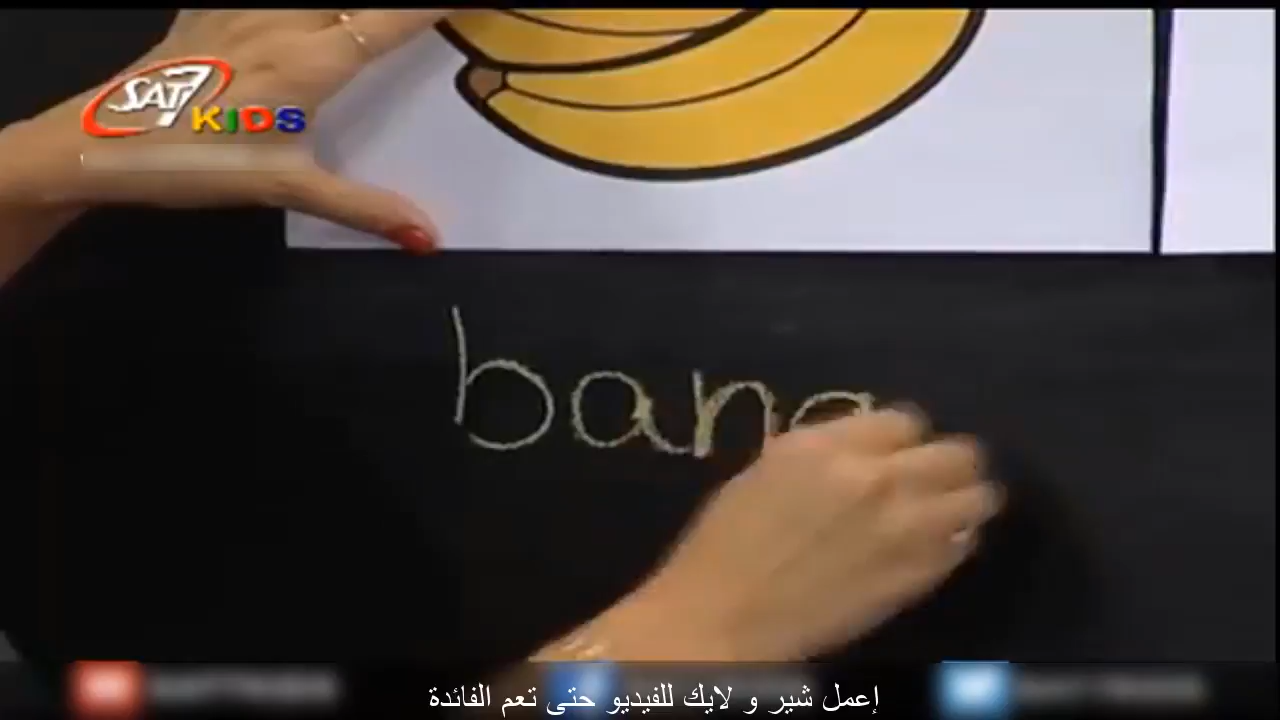 SAT7
KIDS
bana
إعمل شير و لايك للفيديو حتى تعم الفائدة